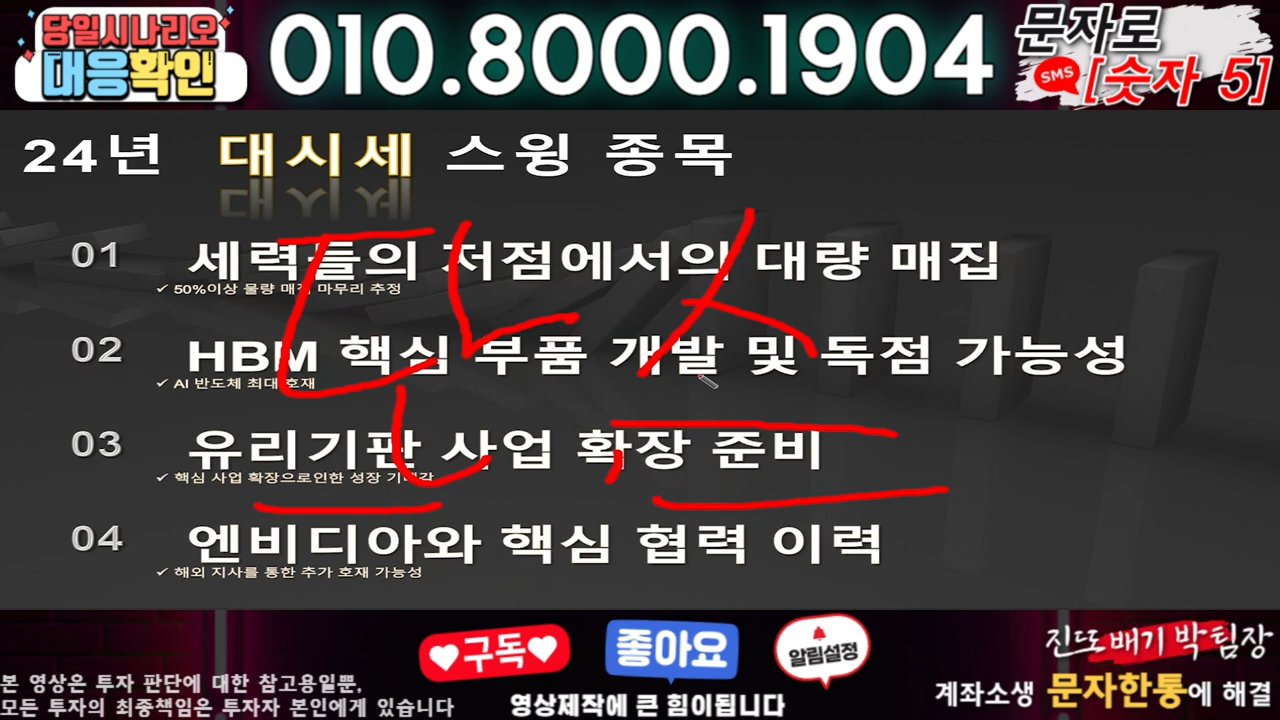 당일시나리오
대응확인
010.8000.1904
문자로
SMS
[숫자 5]
24년 대시세 스윙 종목
01 세력들의 저점에서의 대량 매집
✓ 50%이상 물량 매집 마무리 추정
02 HBM 핵심 부품 개발 및 독점 가능성
✓ AI 반도체 최대 호재
03 유리기판 사업 확장 준비
✓ 핵심 사업 확장으로인한 성장 기대감
04 엔비디아와 핵심 협력 이력
✓ 해외 지사를 통한 추가 호재 가능성
구독
좋아요
알림설정
영상제작에 큰 힘이됩니다
본 영상은 투자 판단에 대한 참고용일뿐,
모든 투자의 최종책임은 투자자 본인에게 있습니다
진또배기 박팀장
계좌소생 문자한통에 해결